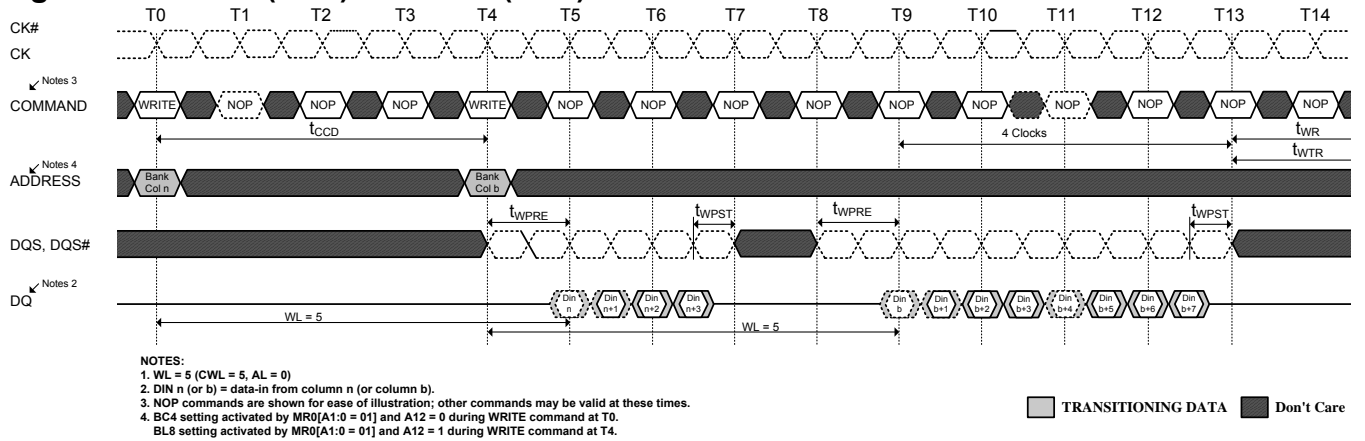 T0 T1 T2 T3 T4 T5 T6 T7 T8 T9 T10 T11 T12 T13 T14
CK#
CK
Notes 3
COMMAND
WRITE NOP NOP NOP WRITE NOP NOP NOP NOP NOP NOP NOP NOP NOP NOP
tCCD
4 Clocks
tWR
tWTR
Notes 4
ADDRESS
Bank Col n
Bank Col b
tWPRE tWPST tWPRE tWPST
DQS, DQS#
Notes 2
DQ
Din n Din n+1 Din n+2 Din n+3 Din b Din b+1 Din b+2 Din b+3 Din b+4 Din b+5 Din b+6 Din b+7
WL = 5
WL = 5
NOTES:
1. WL = 5 (CWL = 5, AL = 0)
2. DIN n (or b) = data-in from column n (or column b).
3. NOP commands are shown for ease of illustration; other commands may be valid at these times.
4. BC4 setting activated by MR0[A1:0 = 01] and A12 = 0 during WRITE command at T0.
BL8 setting activated by MR0[A1:0 = 01] and A12 = 1 during WRITE command at T4.
TRANSITIONING DATA
Don't Care